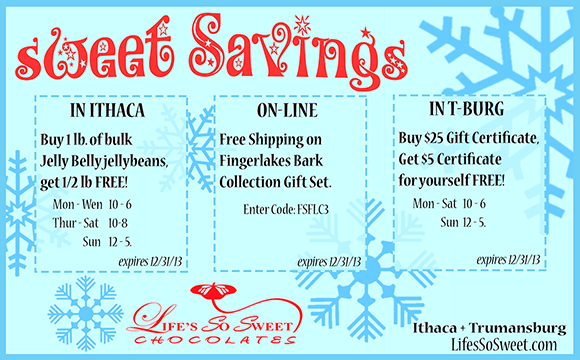 Sweet Savings
IN ITHACA
Buy 1 lb. of bulk
Jelly Belly jellybeans,
get 1/2 lb FREE!
Mon - Wen 10 - 6
Thur - Sat 10-8
Sun 12 - 5.
expires 12/31/13
ON-LINE
Free Shipping on
Fingerlakes Bark
Collection Gift Set.
Enter Code: FSFLC3
expires 12/31/13
IN T-BURG
Buy $25 Gift Certificate,
Get $5 Certificate
for yourself FREE!
Mon - Sat 10 - 6
Sun 12 - 5.
expires 12/31/13
LIFE'S SO SWEET
CHOCOLATES
Ithaca + Trumansburg
LifesSoSweet.com